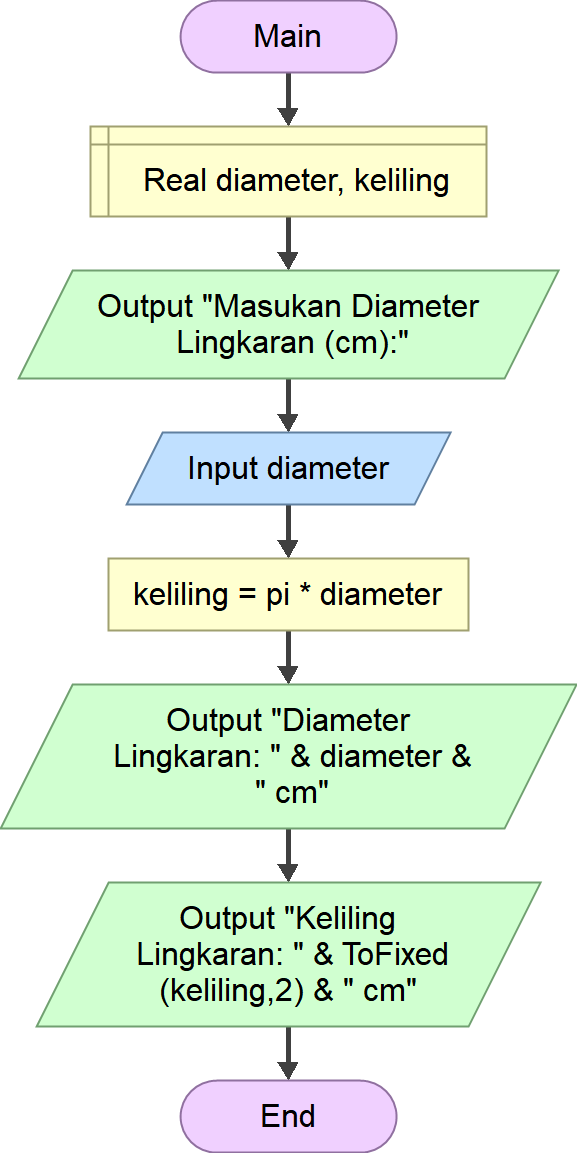 Main
Real diameter, keliling
Output "Masukan Diameter
Lingkaran (cm):"
Input diameter
keliling = pi * diameter
Output "Diameter
Lingkaran: " & diameter &
" cm"
Output "Keliling
Lingkaran: " & ToFixed
(keliling,2) & " cm"
End